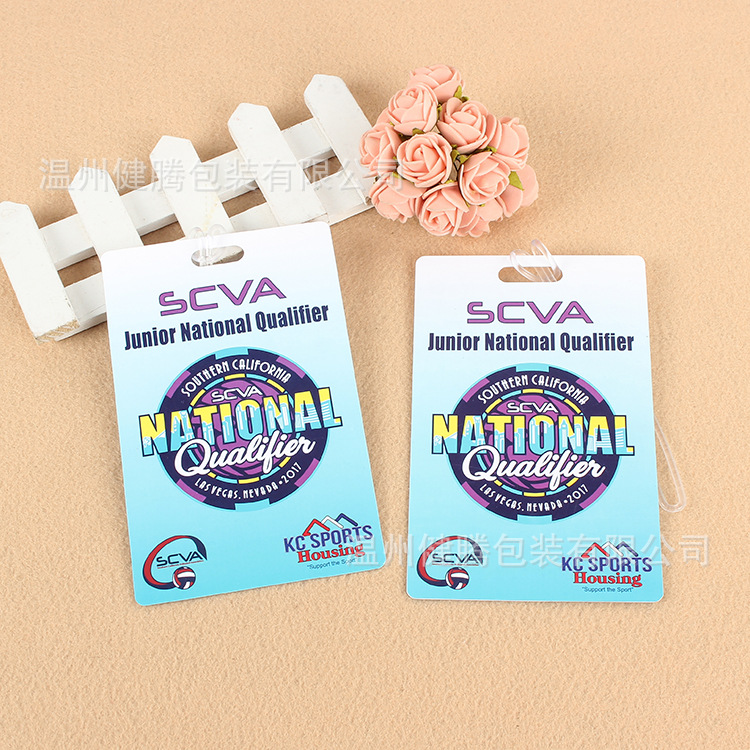 温州健腾包装有限公司
SCVA
Junior National Qualifier
SOUTHERN CALIFORNIA
SCVA
NATIONAL
Qualifier
LAS VEGAS, NEVADA • 2017
SCVA
KC SPORTS
Housing
"Support the Sport"
SCVA
Junior National Qualifier
SOUTHERN CALIFORNIA
SCVA
NATIONAL
Qualifier
LAS VEGAS, NEVADA • 2017
SCVA
KC SPORTS
Housing
"Support the Sport"
温州健腾包装有限公司